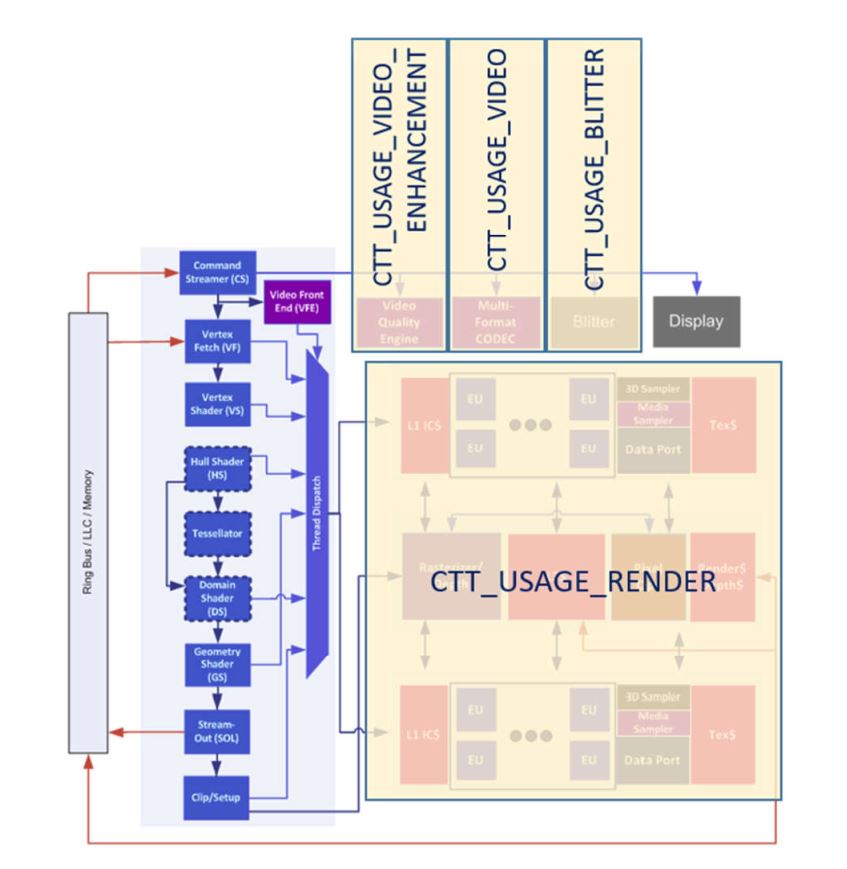 CTT_USAGE_VIDEO_
ENHANCEMENT
CTT_USAGE_VIDEO
CTT_USAGE_BLITTER
Command
Streamer (CS)
Video Front
End (VFE)
Video
Quality
Engine
Multi-
Format
CODEC
Blitter
Display
Vertex
Fetch (VF)
Vertex
Shader (VS)
Hull Shader
(HS)
Tessellator
Domain
Shader
(DS)
Geometry
Shader
(GS)
Stream-
Out (SOL)
Clip/Setup
Ring Bus / LLC / Memory
Thread Dispatch
L1 IC$
EU
EU
EU
EU
3D Sampler
Media
Sampler
Data Port
Tex$
Rasterizer/
Pixel
Render$
CTT_USAGE_RENDER
L1 IC$
EU
EU
EU
EU
3D Sampler
Media
Sampler
Data Port
Tex$